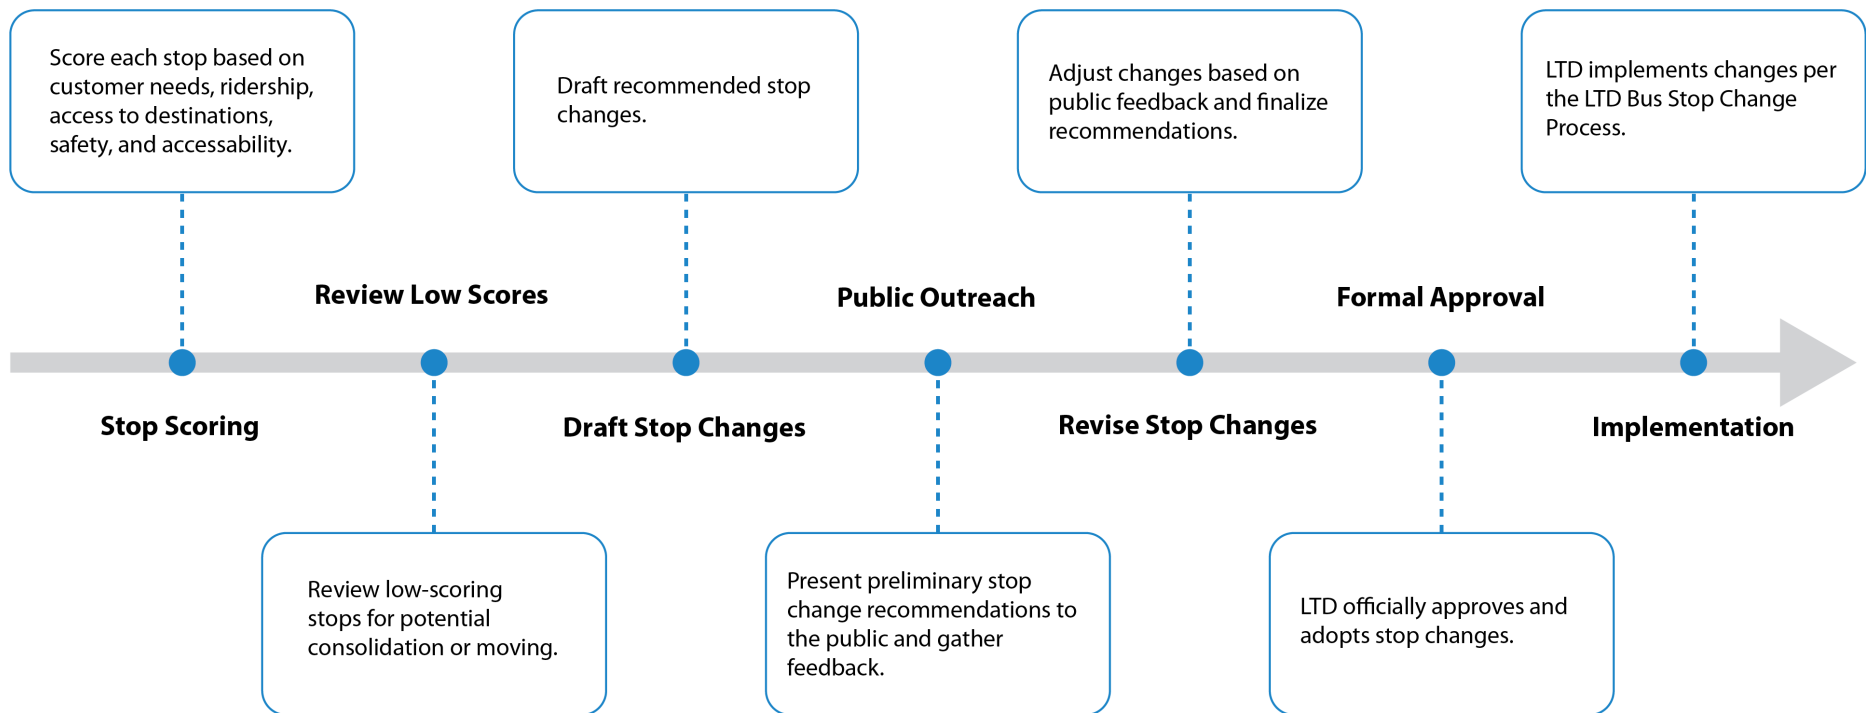 Score each stop based on
customer needs, ridership,
access to destinations,
safety, and accessability.
Draft recommended stop
changes.
Adjust changes based on
public feedback and finalize
recommendations.
LTD implements changes per
the LTD Bus Stop Change
Process.
Review Low Scores
Public Outreach
Formal Approval
Stop Scoring
Draft Stop Changes
Revise Stop Changes
Implementation
Review low-scoring
stops for potential
consolidation or moving.
Present preliminary stop
change recommendations to
the public and gather
feedback.
LTD officially approves and
adopts stop changes.